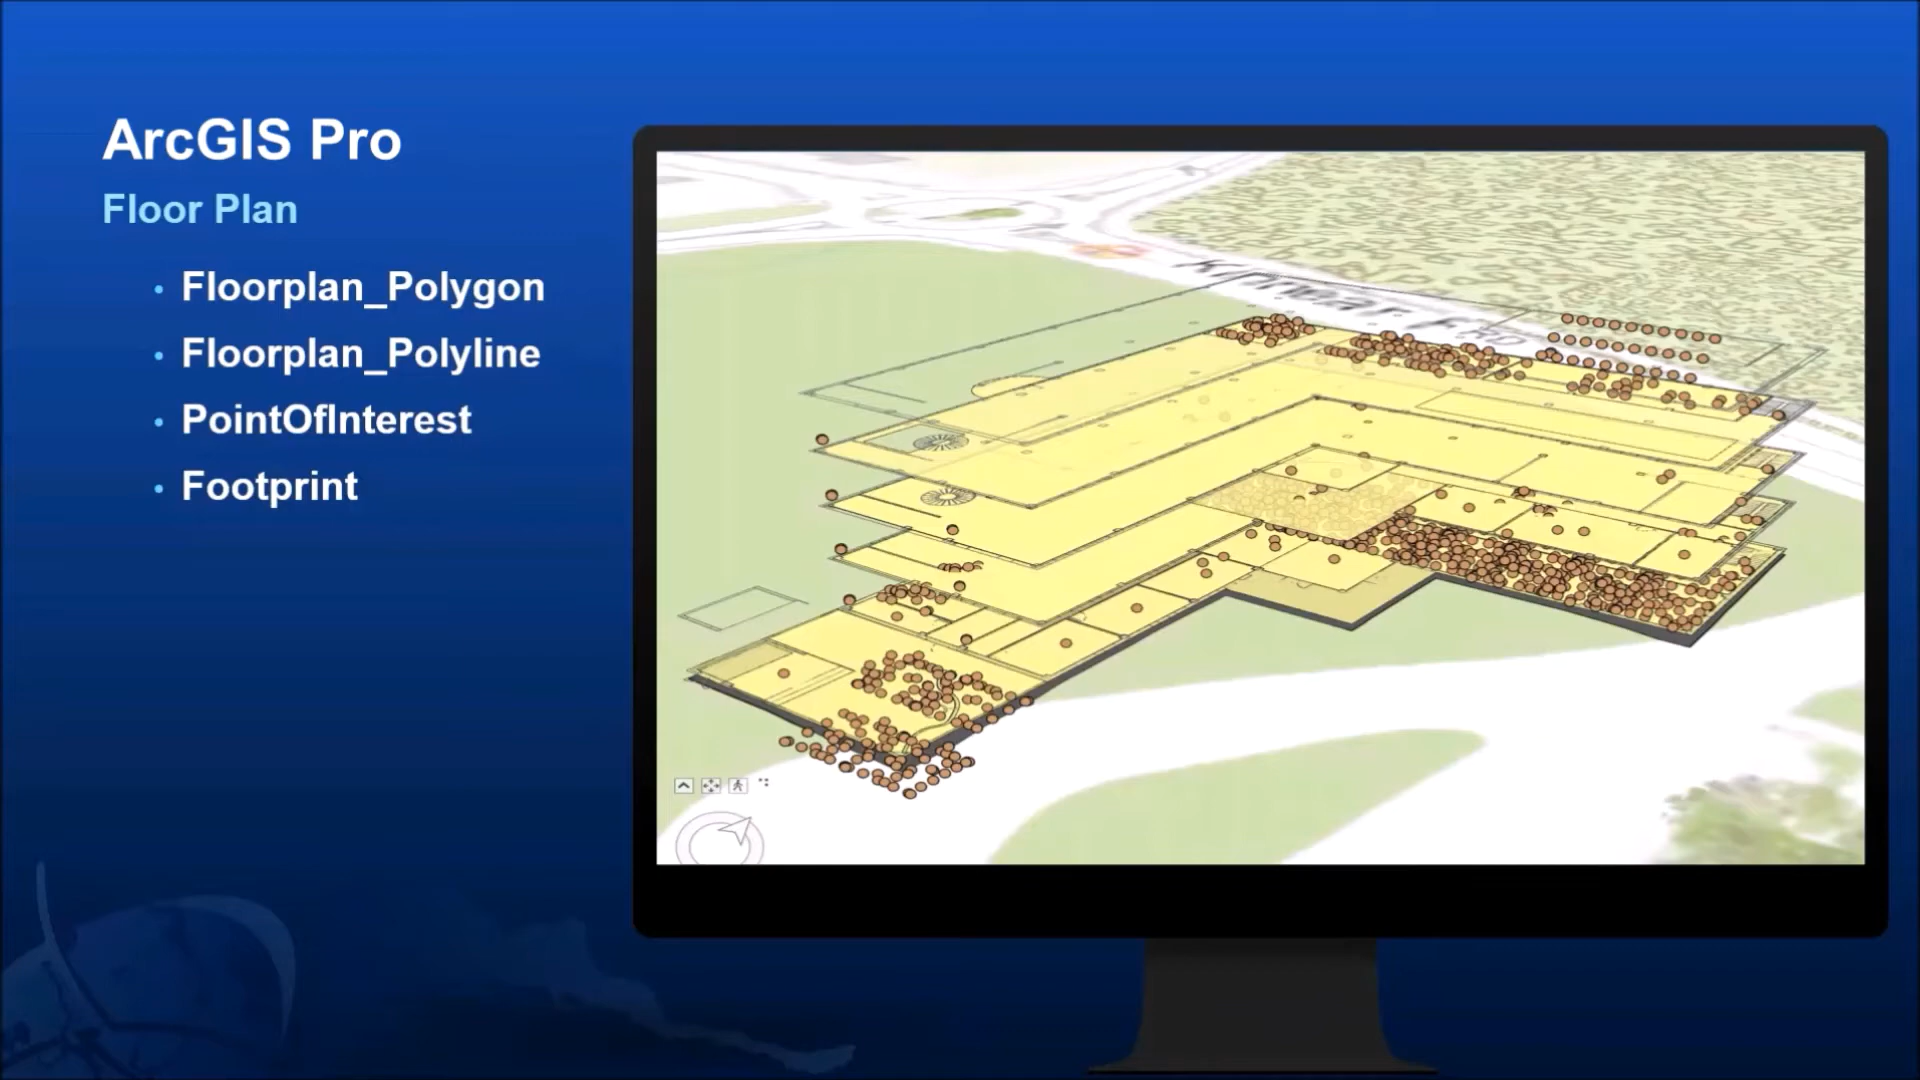 ArcGIS Pro
Floor Plan
Floorplan_Polygon
Floorplan_Polyline
PointOfInterest
Footprint